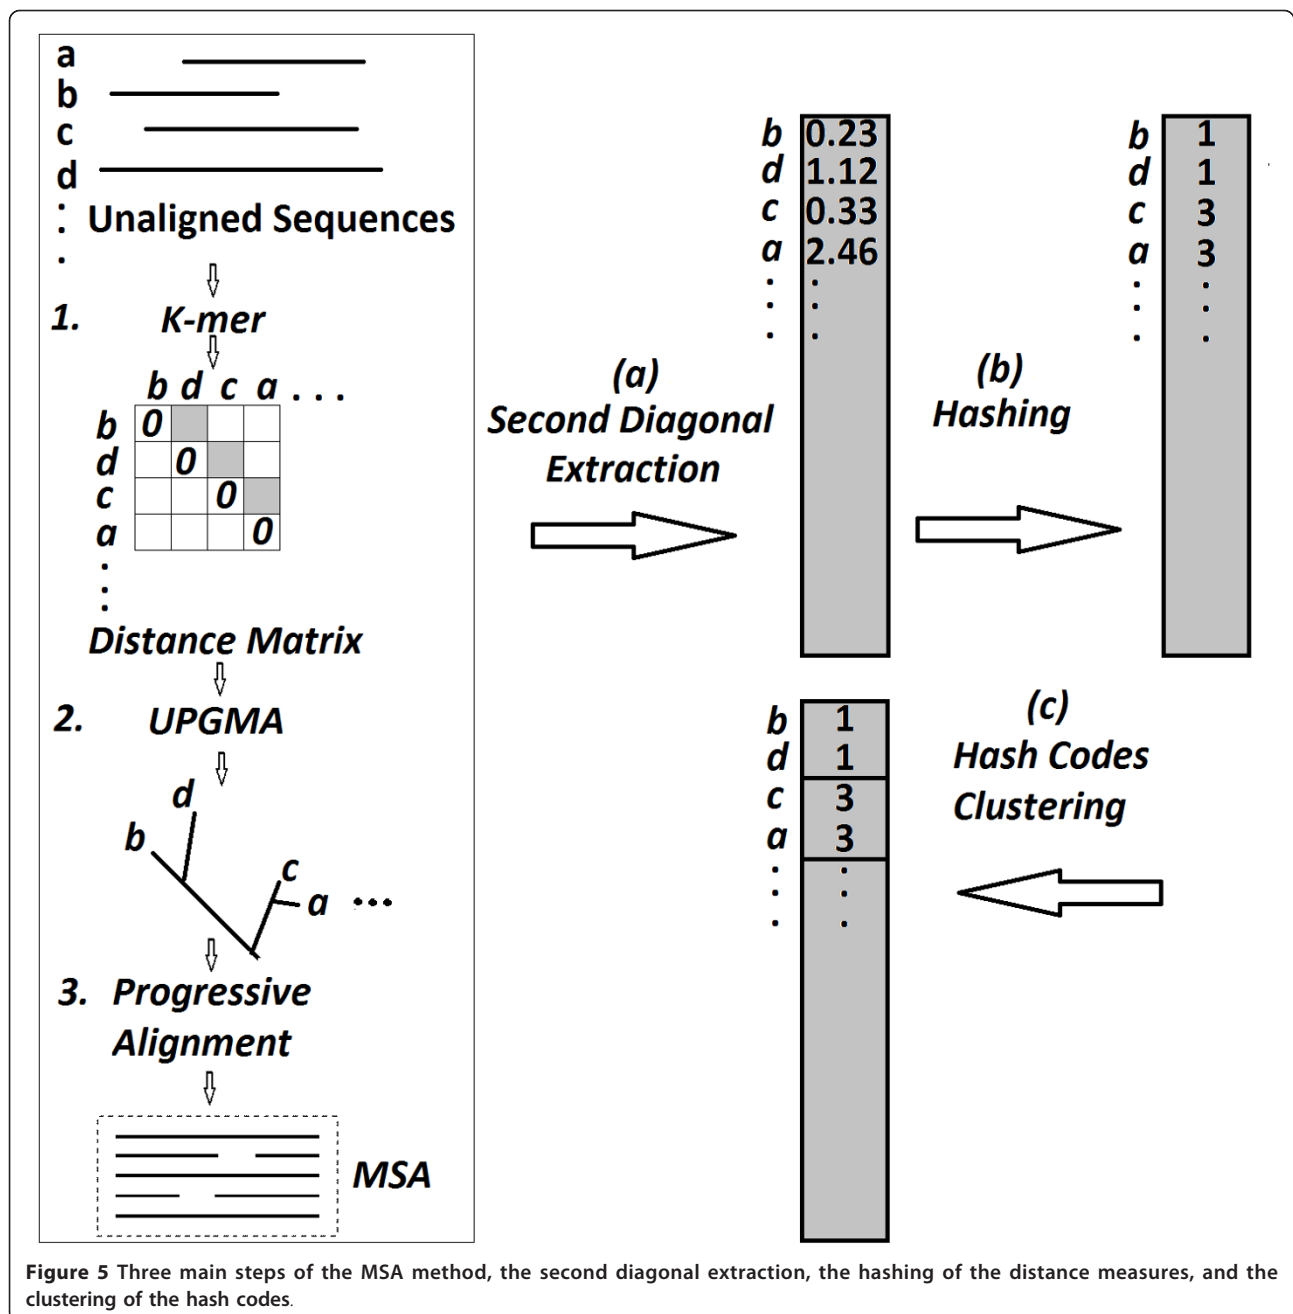 a
b
c
d
.
.
.
Unaligned Sequences
1. K-mer
b d c a . . .
b 0
d 0
c 0
a 0
.
.
.
Distance Matrix
2. UPGMA
d
b
c
a ...
3. Progressive
Alignment
MSA
(a)
Second Diagonal
Extraction
b 0.23
d 1.12
c 0.33
a 2.46
. .
. .
. .
(b)
Hashing
b 1
d 1
c 3
a 3
. .
. .
. .
(c)
Hash Codes
Clustering
b 1
d 1
c 3
a 3
. .
. .
. .
Figure 5 Three main steps of the MSA method, the second diagonal extraction, the hashing of the distance measures, and the
clustering of the hash codes.